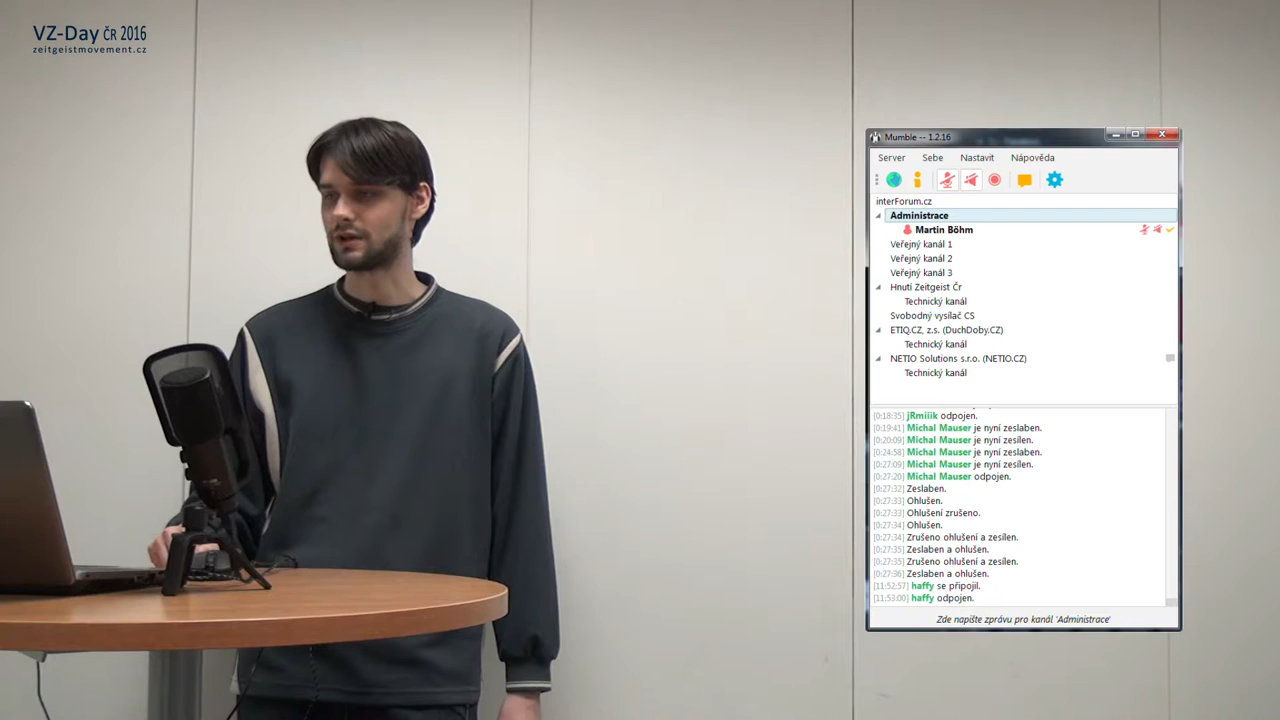 VZ-Day ČR 2016
zeitgeistmovement.cz
Mumble -- 1.2.16
Server Sebe Nastavit Nápověda
interForum.cz
Administrace
Martin Böhm
Veřejný kanál 1
Veřejný kanál 2
Veřejný kanál 3
Hnutí Zeitgeist Čr
Technický kanál
Svobodný vysílač CS
ETIQ.CZ, z.s. (DuchDoby.CZ)
Technický kanál
NETIO Solutions s.r.o. (NETIO.CZ)
Technický kanál
[0:18:35] jRmiiik odpojen.
[0:19:41] Michal Mauser je nyní zeslaben.
[0:20:09] Michal Mauser je nyní zesílen.
[0:24:58] Michal Mauser je nyní zeslaben.
[0:27:09] Michal Mauser je nyní zesílen.
[0:27:20] Michal Mauser odpojen.
[0:27:32] Zeslaben.
[0:27:33] Ohlušen.
[0:27:33] Ohlušení zrušeno.
[0:27:34] Ohlušen.
[0:27:34] Zrušeno ohlušení a zesílen.
[0:27:35] Zeslaben a ohlušen.
[0:27:35] Zrušeno ohlušení a zesílen.
[0:27:36] Zeslaben a ohlušen.
[11:52:57] haffy se připojil.
[11:53:00] haffy odpojen.
Zde napište zprávu pro kanál 'Administrace'